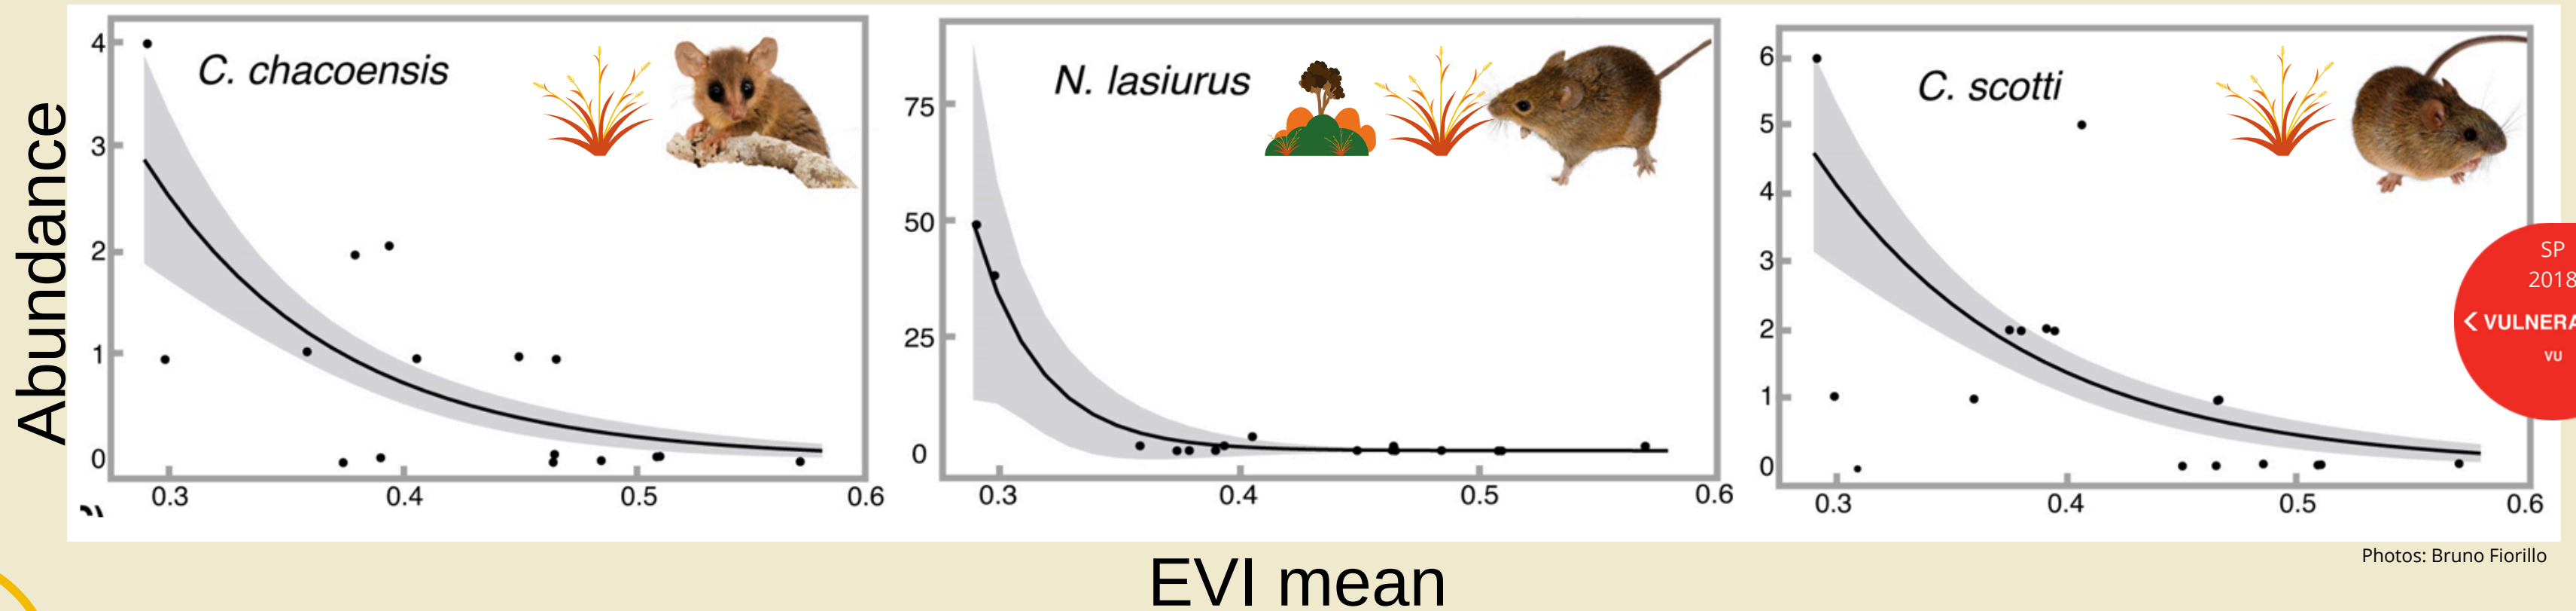 Abundance
C. chacoensis
4
3
2
1
0
0.3 0.4 0.5 0.6
N. lasiurus
75
50
25
0
0.3 0.4 0.5 0.6
C. scotti
6
5
4
3
2
1
0
0.3 0.4 0.5 0.6
SP
2018
< VULNERA
VU
EVI mean
Photos: Bruno Fiorillo